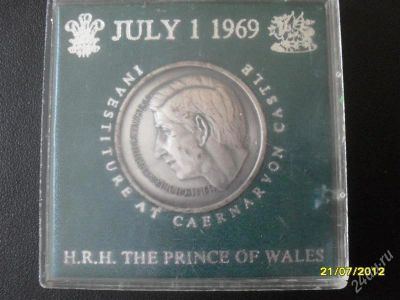 JULY 1 1969
INVESTITURE AT CAERNARVON CASTLE
H.R.H. THE PRINCE OF WALES
21/07/2012